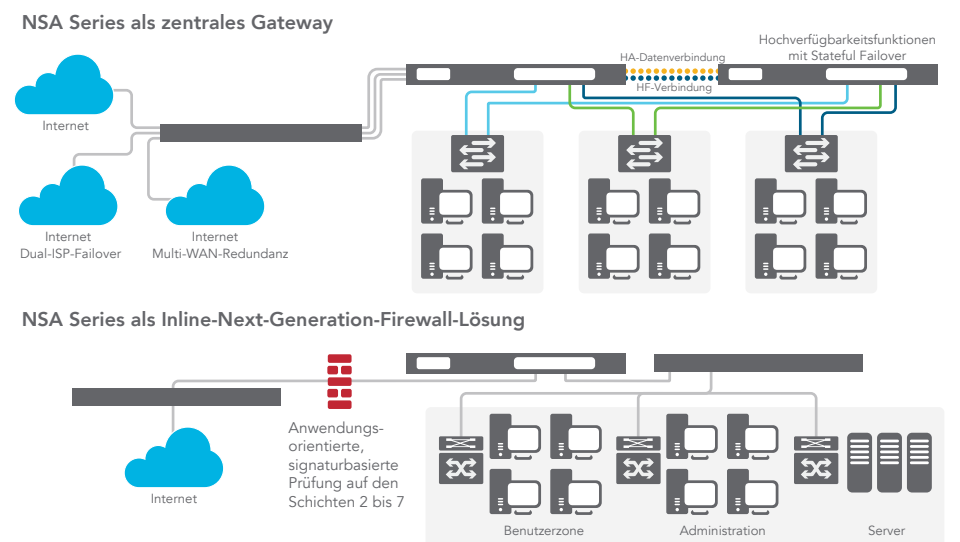 NSA Series als zentrales Gateway
Hochverfügbarkeitsfunktionen
mit Stateful Failover
HA-Datenverbindung
HF-Verbindung
Internet
Internet
Dual-ISP-Failover
Internet
Multi-WAN-Redundanz
NSA Series als Inline-Next-Generation-Firewall-Lösung
Anwendungs-
orientierte,
signaturbasierte
Prüfung auf den
Schichten 2 bis 7
Internet
Benutzerzone
Administration
Server